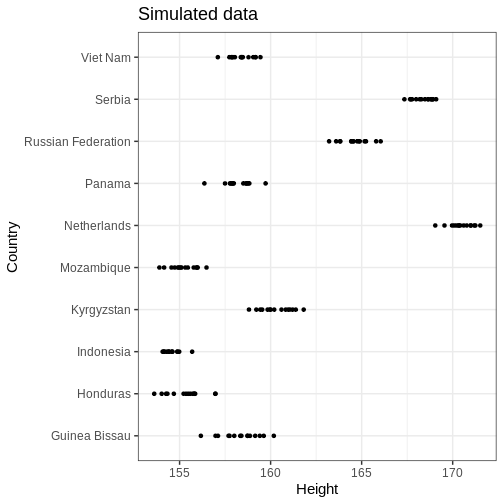 Simulated data
Viet Nam
Serbia
Russian Federation
Panama
Netherlands
Mozambique
Kyrgyzstan
Indonesia
Honduras
Guinea Bissau
Country
155 160 165 170
Height